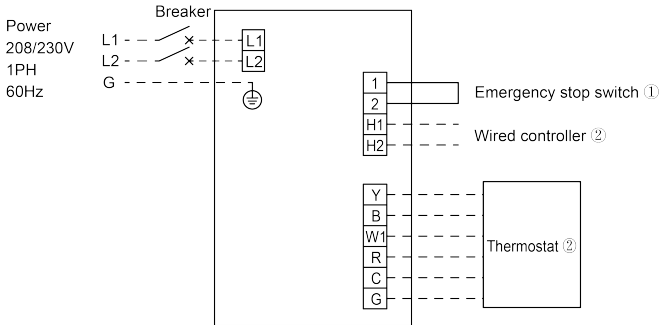 Breaker
Power
208/230V
1PH
60Hz
L1
L2
G
L1
L2
1
2
H1
H2
Emergency stop switch ①
Wired controller ②
Y
B
W1
R
C
G
Thermostat ②